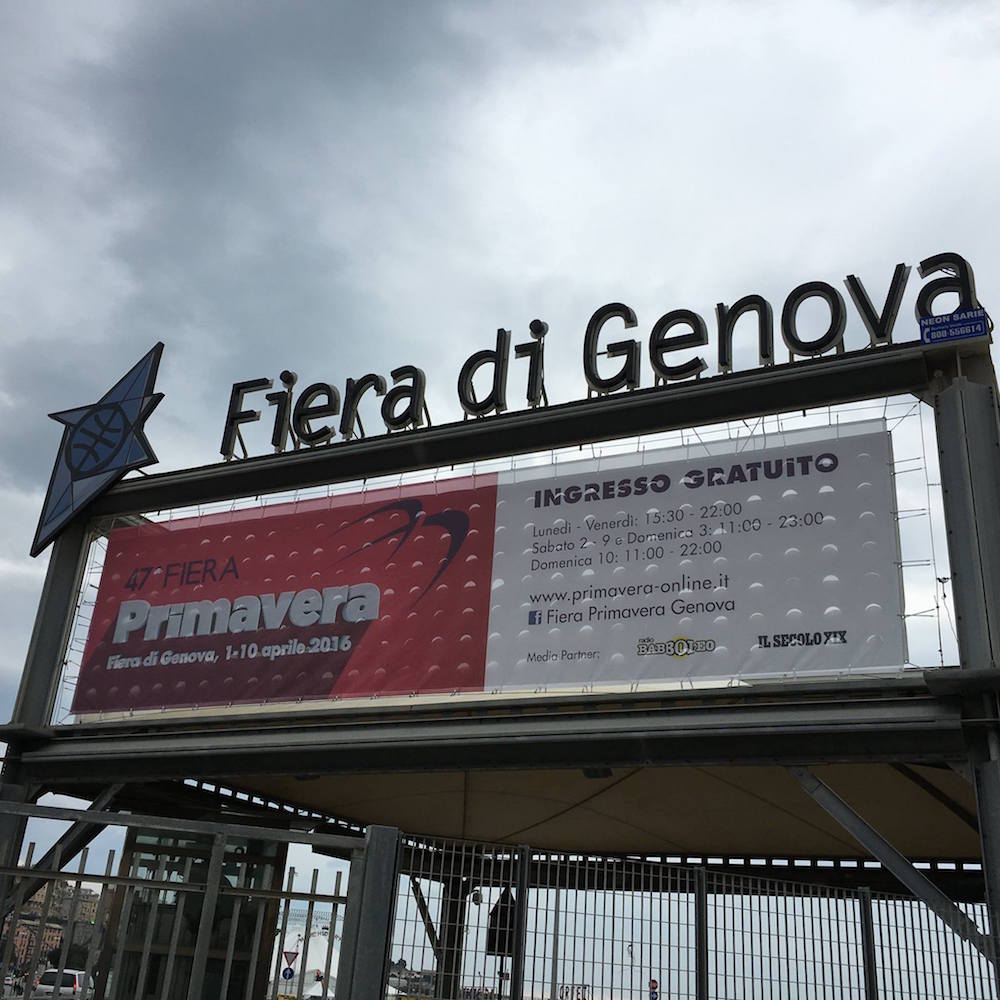 Fiera di Genova
NEON SARIE
800-556614
47ª FIERA
Primavera
Fiera di Genova, 1-10 aprile 2016
INGRESSO GRATUITO
Lunedì - Venerdì: 15:30 - 22:00
Sabato 2 - 9 e Domenica 3: 11:00 - 23:00
Domenica 10: 11:00 - 22:00
www.primavera-online.it
f Fiera Primavera Genova
Media Partner:
radio
BABBOLEO
IL SECOLO XIX